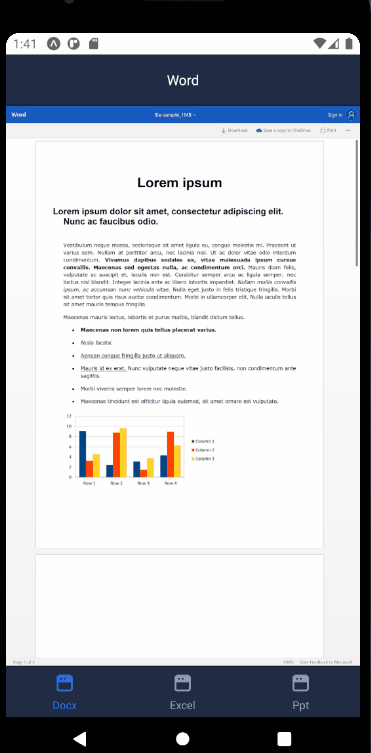 1:41
Word
Word
file-sample_1MB
Sign in
Download
Save a copy to OneDrive
Print
Lorem ipsum
Lorem ipsum dolor sit amet, consectetur adipiscing elit.
Nunc ac faucibus odio.
Vestibulum neque massa, scelerisque sit amet ligula eu, congue molestie mi. Praesent ut
varius sem. Nullam at porttitor arcu, nec lacinia nisi. Ut ac dolor vitae odio interdum
condimentum. Vivamus dapibus sodales ex, vitae malesuada ipsum cursus
convallis. Maecenas sed egestas nulla, ac condimentum orci. Mauris diam felis,
vulputate ac suscipit et, iaculis non est. Curabitur semper arcu ac ligula semper, nec
luctus nisl blandit. Integer lacinia ante ac libero lobortis imperdiet. Nullam mollis convallis
ipsum, ac accumsan nunc vehicula vitae. Nulla eget justo in felis tristique fringilla. Morbi
sit amet tortor quis risus auctor condimentum. Morbi in ullamcorper elit. Nulla iaculis tellus
sit amet mauris tempus fringilla.
Maecenas mauris lectus, lobortis et purus mattis, blandit dictum tellus.
• Maecenas non lorem quis tellus placerat varius.
• Nulla facilisi.
• Aenean congue fringilla justo ut aliquam.
• Mauris id ex erat. Nunc vulputate neque vitae justo facilisis, non condimentum ante
sagittis.
• Morbi viverra semper lorem nec molestie.
• Maecenas tincidunt est efficitur ligula euismod, sit amet ornare est vulputate.
12
10
8
6
4
2
0
Row 1 Row 2 Row 3 Row 4
Column 1
Column 2
Column 3
Page 1 of 5
100%
Give Feedback to Microsoft
Docx
Excel
Ppt